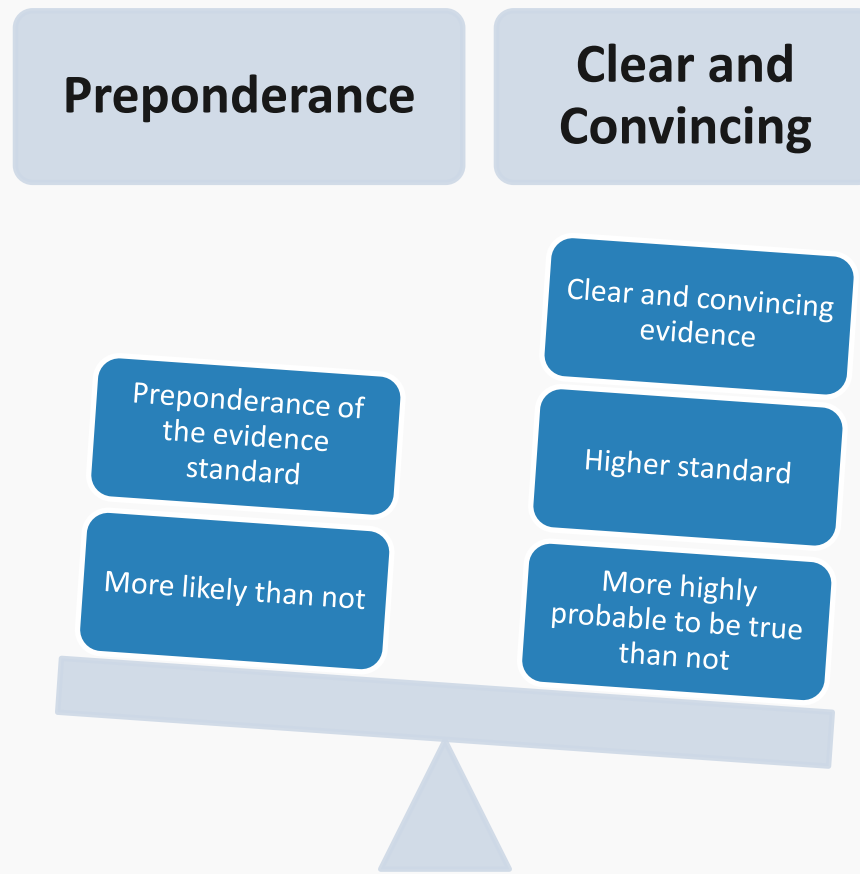 Preponderance
Clear and
Convincing
Preponderance of
the evidence
standard
More likely than not
Clear and convincing
evidence
Higher standard
More highly
probable to be true
than not